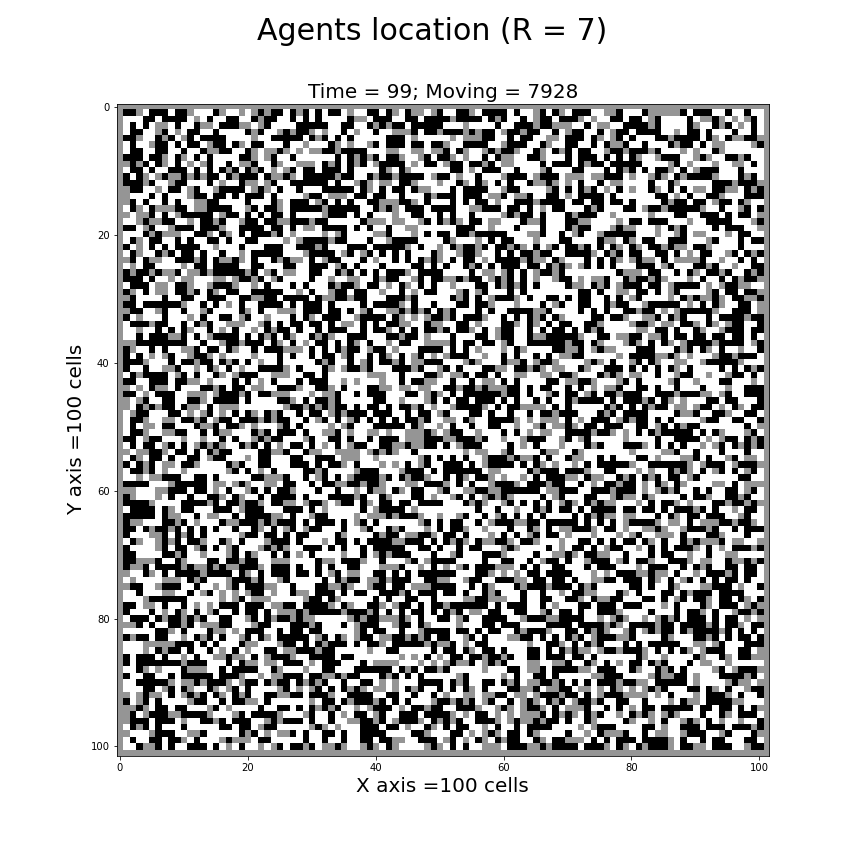 Agents location (R = 7)
Time = 99; Moving = 7928
0
20
40
60
80
100
Y axis =100 cells
0 20 40 60 80 100
X axis =100 cells